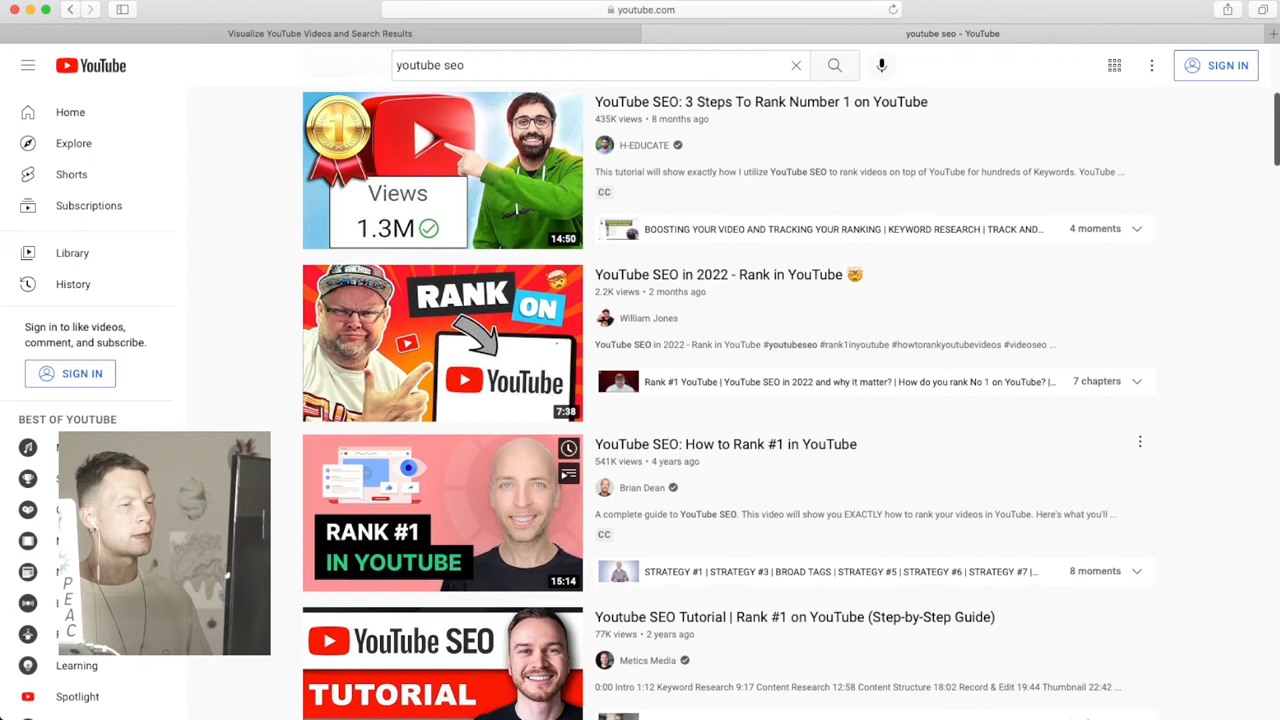 youtube.com
Visualize YouTube Videos and Search Results
youtube seo - YouTube
YouTube
youtube seo
SIGN IN
Home
Explore
Shorts
Subscriptions
Library
History
Sign in to like videos,
comment, and subscribe.
SIGN IN
BEST OF YOUTUBE
Learning
Spotlight
PEAC
1
Views
1.3M
14:50
YouTube SEO: 3 Steps To Rank Number 1 on YouTube
435K views • 8 months ago
H-EDUCATE
This tutorial will show exactly how I utilize YouTube SEO to rank videos on top of YouTube for hundreds of Keywords. YouTube ...
CC
BOOSTING YOUR VIDEO AND TRACKING YOUR RANKING | KEYWORD RESEARCH | TRACK AND...
4 moments
RANK
ON
YouTube
7:38
YouTube SEO in 2022 - Rank in YouTube 🤯
2.2K views • 2 months ago
William Jones
YouTube SEO in 2022 - Rank in YouTube #youtubeseo #rank1inyoutube #howtorankyoutubevideos #videoseo ...
Rank #1 YouTube | YouTube SEO in 2022 and why it matter? | How do you rank No 1 on YouTube? |...
7 chapters
RANK #1
IN YOUTUBE
15:14
YouTube SEO: How to Rank #1 in YouTube
541K views • 4 years ago
Brian Dean
A complete guide to YouTube SEO. This video will show you EXACTLY how to rank your videos in YouTube. Here's what you'll ...
CC
STRATEGY #1 | STRATEGY #3 | BROAD TAGS | STRATEGY #5 | STRATEGY #6 | STRATEGY #7 |...
8 moments
YouTube SEO
TUTORIAL
Youtube SEO Tutorial | Rank #1 on YouTube (Step-by-Step Guide)
77K views • 2 years ago
Metics Media
0:00 Intro 1:12 Keyword Research 9:17 Content Research 12:58 Content Structure 18:02 Record & Edit 19:44 Thumbnail 22:42 ...